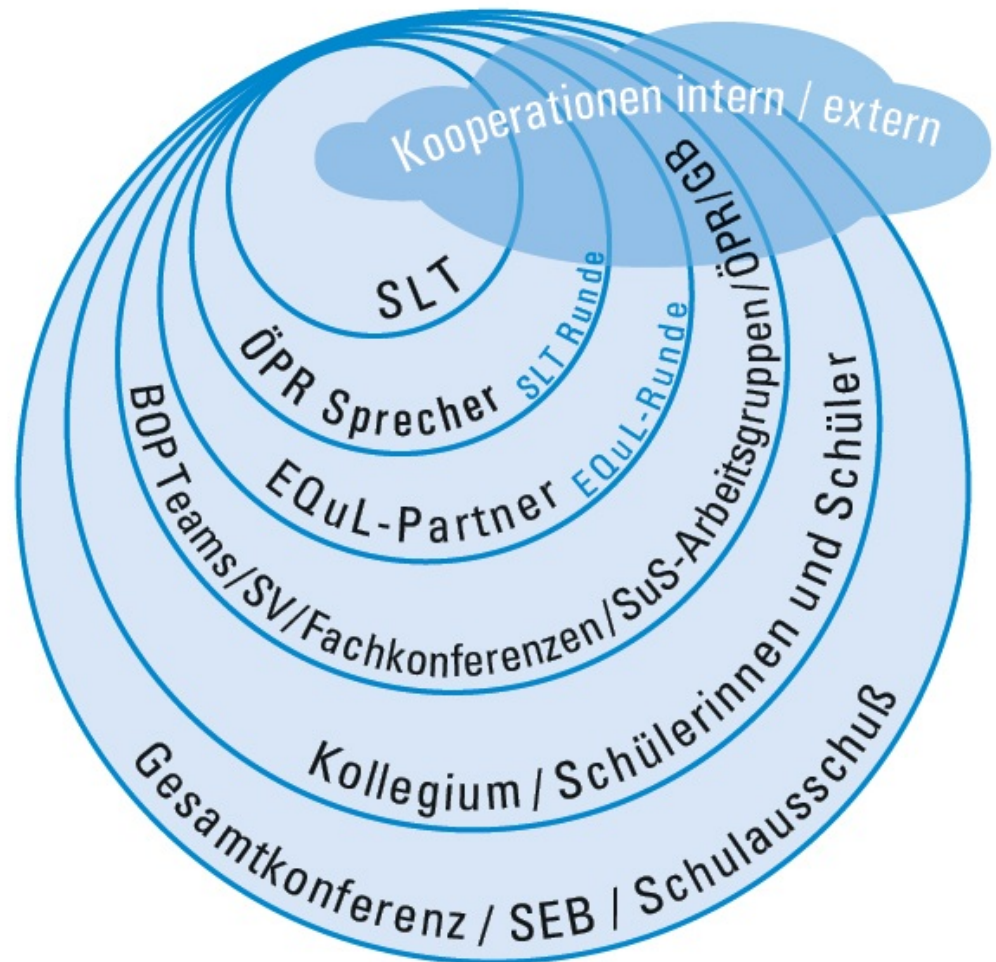 Kooperationen intern / extern
SLT
ÖPR Sprecher
SLT Runde
EQuL-Partner
EQuL-Runde
BOP Teams/SV/Fachkonferenzen/SuS-Arbeitsgruppen/ÖPR/GB
Kollegium / Schülerinnen und Schüler
Gesamtkonferenz / SEB / Schulausschuß